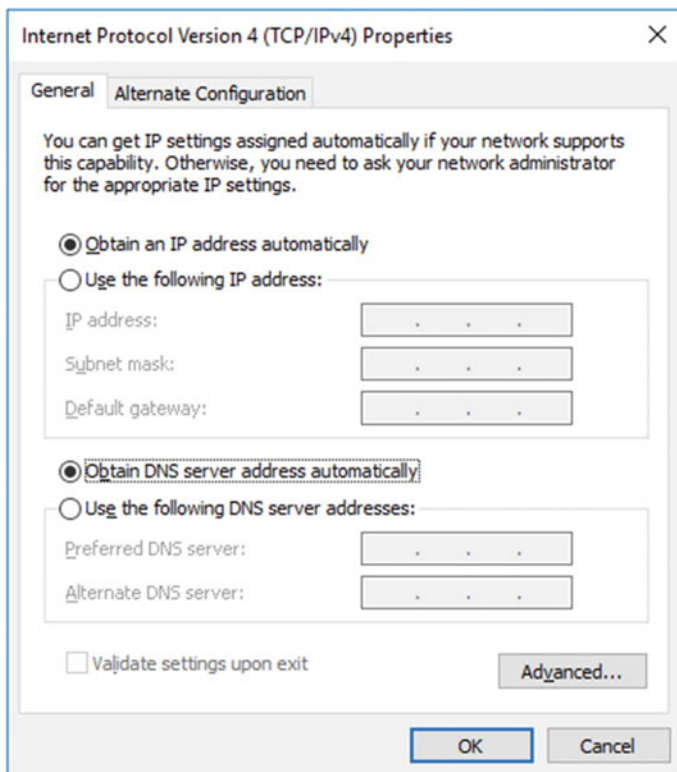 Internet Protocol Version 4 (TCP/IPv4) Properties
General
Alternate Configuration
You can get IP settings assigned automatically if your network supports
this capability. Otherwise, you need to ask your network administrator
for the appropriate IP settings.
Obtain an IP address automatically
Use the following IP address:
IP address:
Subnet mask:
Default gateway:
Obtain DNS server address automatically
Use the following DNS server addresses:
Preferred DNS server:
Alternate DNS server:
Validate settings upon exit
Advanced...
OK
Cancel